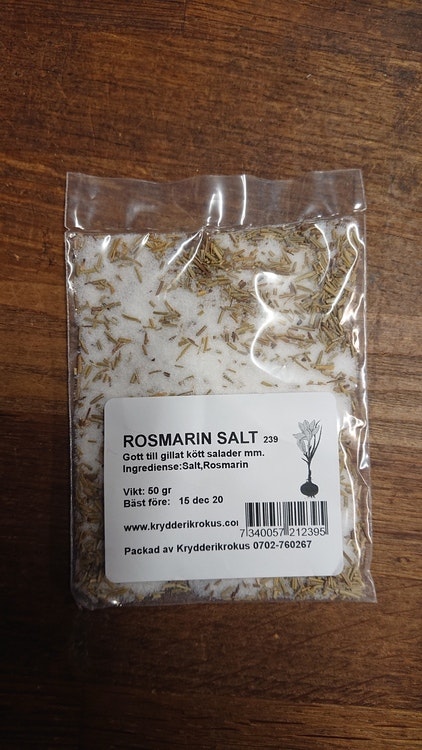 ROSMARIN SALT 239
Gott till gillat kött salader mm.
Ingrediense:Salt,Rosmarin
Vikt: 50 gr
Bäst före: 15 dec 20
www.krydderikrokus.co
7 340057 212395
Packad av Krydderikrokus 0702-760267